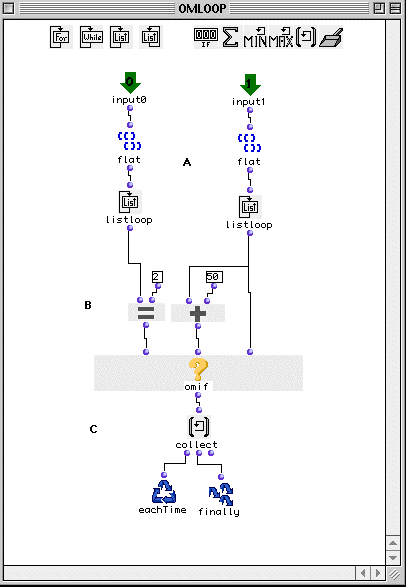 OMLOOP
For While List List 000 IF Σ MIN MAX
0 1
input0 input1
flat flat
A
List List
listloop listloop
2 50
B = +
?
omif
C
collect
eachTime finally